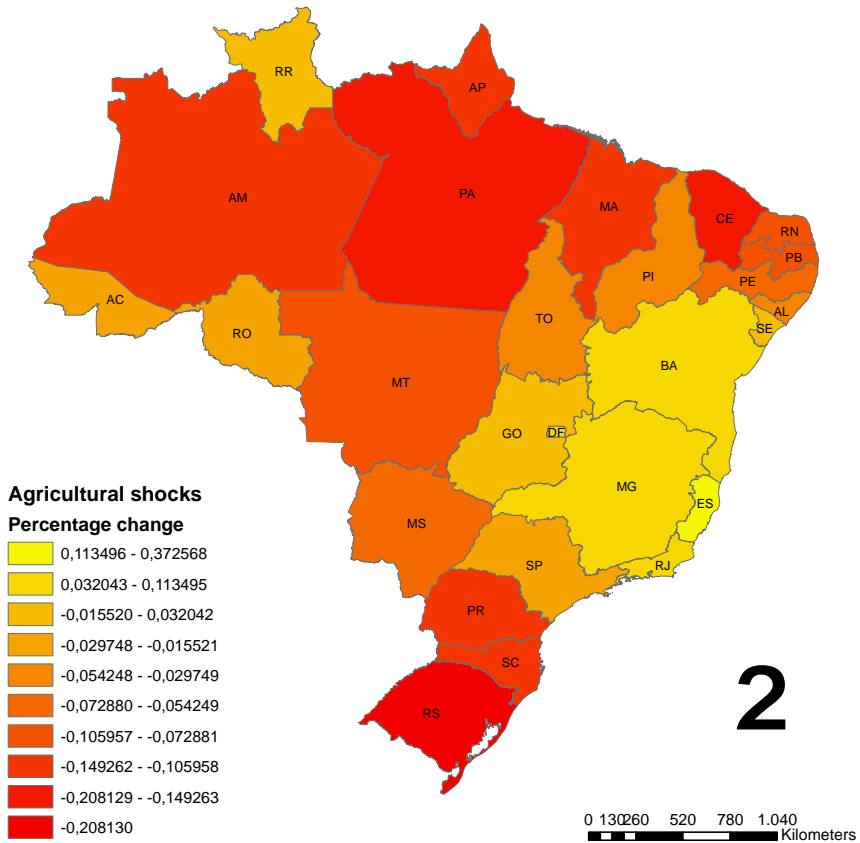 RR
AP
AM
PA
MA
CE
RN
PB
PE
PI
AL
SE
AC
RO
TO
BA
MT
GO
DF
MG
ES
MS
SP
RJ
PR
SC
RS
Agricultural shocks
Percentage change
0,113496 - 0,372568
0,032043 - 0,113495
-0,015520 - 0,032042
-0,029748 - -0,015521
-0,054248 - -0,029749
-0,072880 - -0,054249
-0,105957 - -0,072881
-0,149262 - -0,105958
-0,208129 - -0,149263
-0,208130
2
0 130260 520 780 1.040
Kilometers